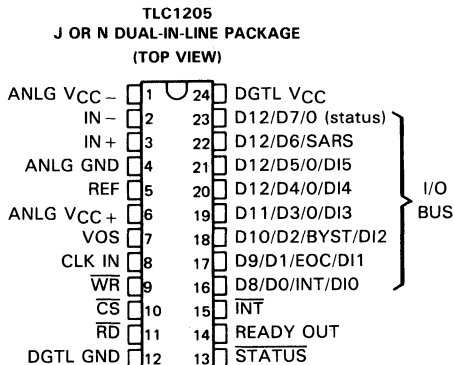 TLC1205
J OR N DUAL-IN-LINE PACKAGE
(TOP VIEW)
ANLG VCC − 1 24 DGTL VCC
IN − 2 23 D12/D7/0 (status)
IN + 3 22 D12/D6/SARS
ANLG GND 4 21 D12/D5/0/DI5
REF 5 20 D12/D4/0/DI4
ANLG VCC + 6 19 D11/D3/0/DI3
VOS 7 18 D10/D2/BYST/DI2
CLK IN 8 17 D9/D1/EOC/DI1
WR 9 16 D8/D0/INT/DI0
CS 10 15 INT
RD 11 14 READY OUT
DGTL GND 12 13 STATUS
I/O
BUS